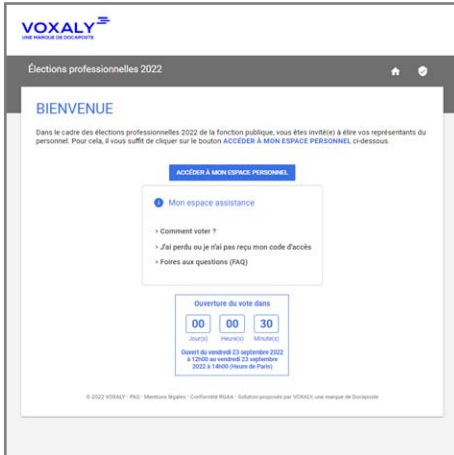 VOXALY
UNE MARQUE DE DOCAPOSTE
Élections professionnelles 2022
BIENVENUE
Dans le cadre des élections professionnelles 2022 de la fonction publique, vous êtes invité(e) à élire vos représentants du
personnel. Pour cela, il vous suffit de cliquer sur le bouton ACCÉDER À MON ESPACE PERSONNEL ci-dessous.
ACCÉDER À MON ESPACE PERSONNEL
Mon espace assistance
> Comment voter ?
> J'ai perdu ou je n'ai pas reçu mon code d'accès
> Foires aux questions (FAQ)
Ouverture du vote dans
00 00 30
Jour(s) Heure(s) Minute(s)
Ouvert du vendredi 23 septembre 2022
à 12h00 au vendredi 23 septembre
2022 à 14h00 (Heure de Paris)
© 2022 VOXALY - FAQ - Mentions légales - Conformité RGAA - Solution proposée par VOXALY, une marque de Docaposte